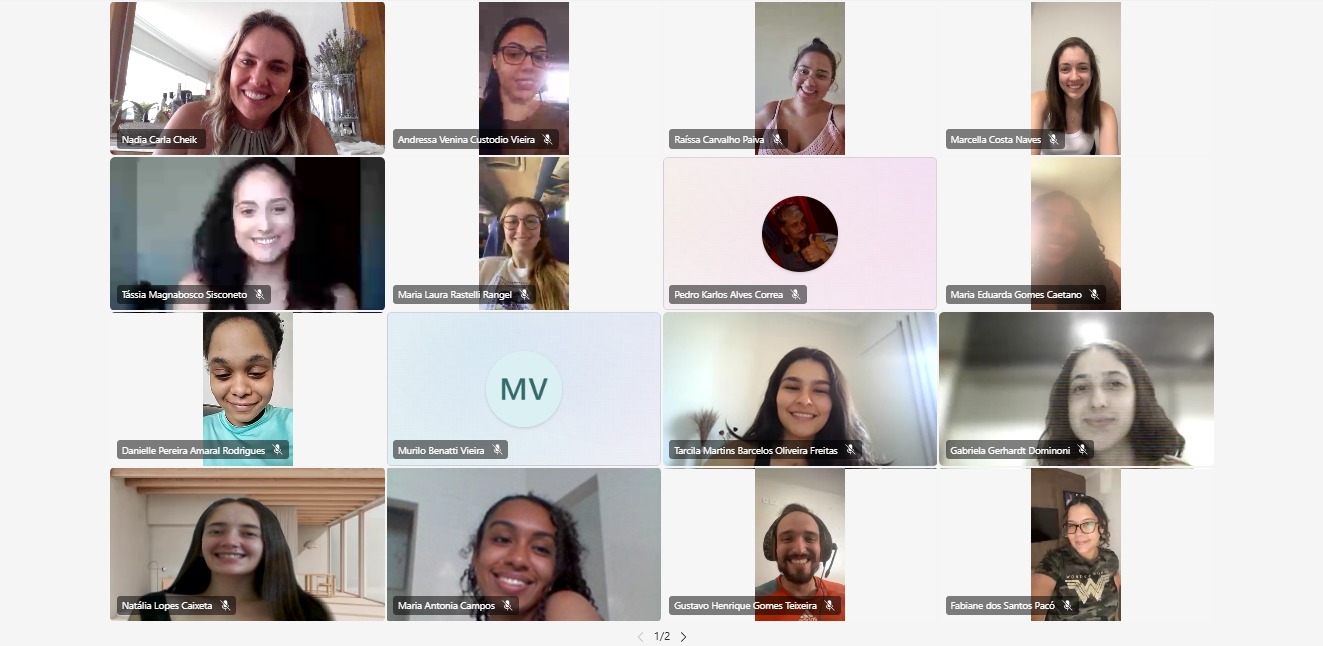 Nadia Carla Cheik
Andressa Venina Custodio Vieira
Raíssa Carvalho Paiva
Marcella Costa Naves
Tássia Magnabosco Sisconeto
Maria Laura Rastelli Rangel
Pedro Karlos Alves Correa
Maria Eduarda Gomes Caetano
Danielle Pereira Amaral Rodrigues
MV
Murilo Benatti Vieira
Tarcila Martins Barcelos Oliveira Freitas
Gabriela Gerhardt Dominoni
Natália Lopes Caixeta
Maria Antonia Campos
Gustavo Henrique Gomes Teixeira
WONDER WOMAN
Fabiane dos Santos Pacó
1/2